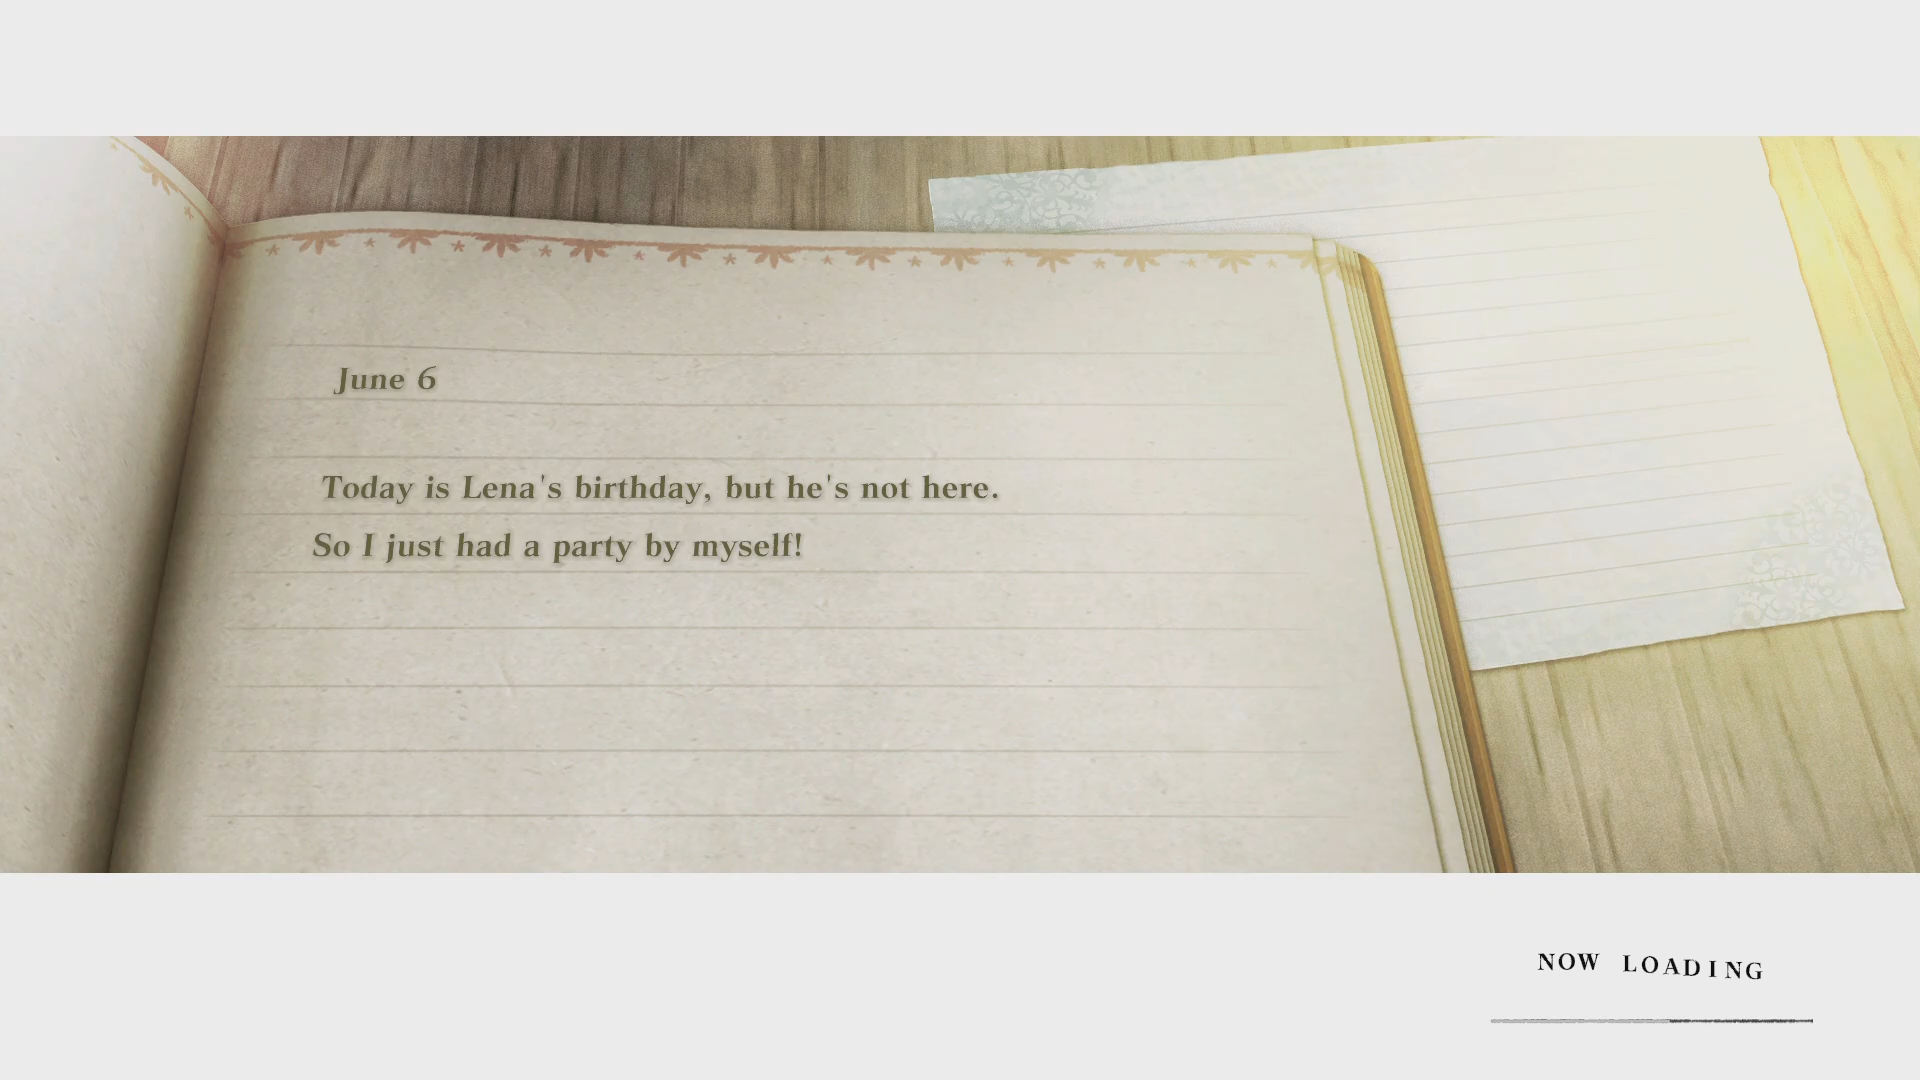 June 6
Today is Lena's birthday, but he's not here.
So I just had a party by myself!
NOW LOADING